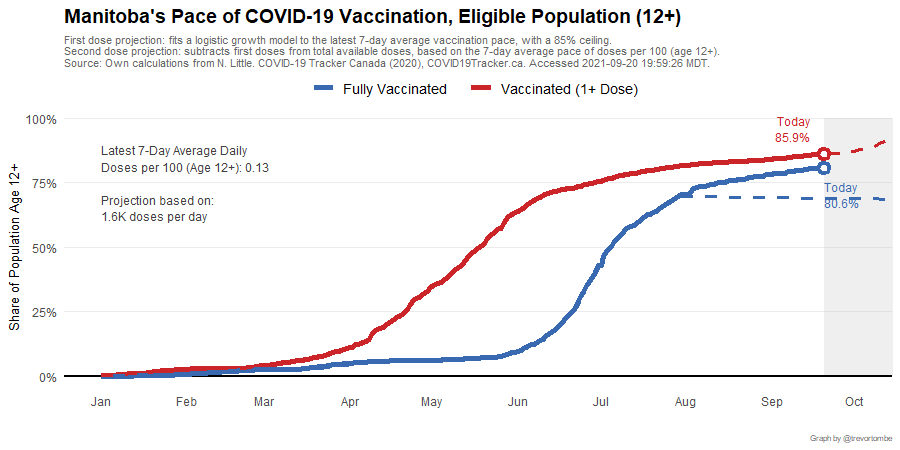 Manitoba's Pace of COVID-19 Vaccination, Eligible Population (12+)
First dose projection: fits a logistic growth model to the latest 7-day average vaccination pace, with a 85% ceiling.
Second dose projection: subtracts first doses from total available doses, based on the 7-day average pace of doses per 100 (age 12+).
Source: Own calculations from N. Little. COVID-19 Tracker Canada (2020), COVID19Tracker.ca. Accessed 2021-09-20 19:59:26 MDT.
Fully Vaccinated
Vaccinated (1+ Dose)
100%
75%
50%
25%
0%
Share of Population Age 12+
Latest 7-Day Average Daily
Doses per 100 (Age 12+): 0.13
Projection based on:
1.6K doses per day
Today
85.9%
Today
80.6%
Jan
Feb
Mar
Apr
May
Jun
Jul
Aug
Sep
Oct
Graph by @trevortombe